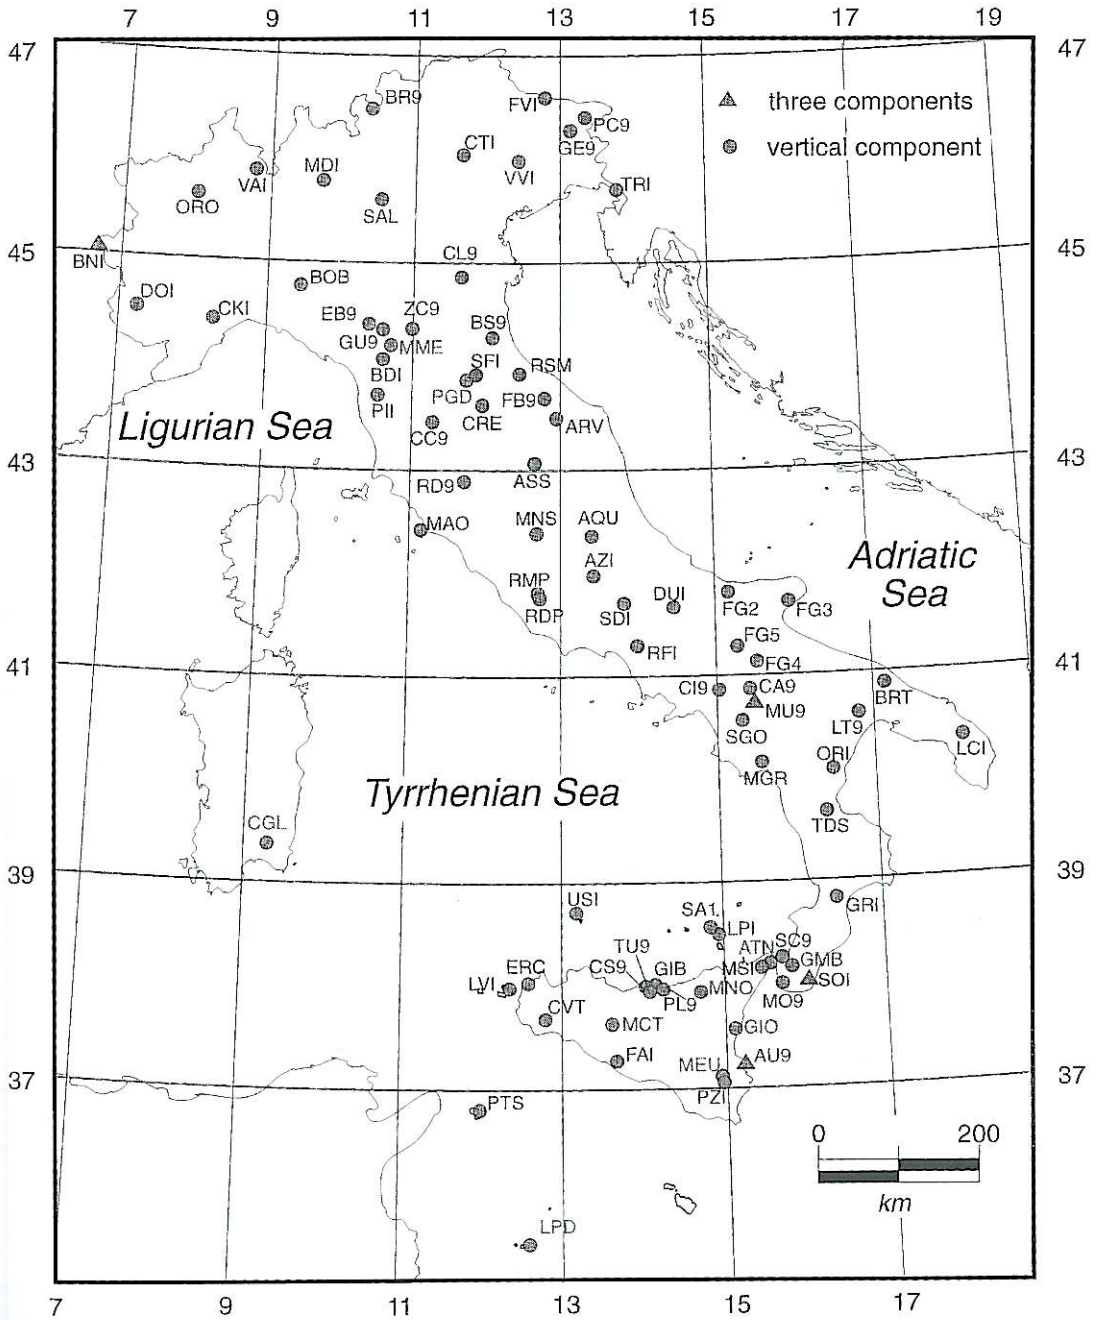 7 9 11 13 15 17 19
47 47
BR9
FVI
three components
PC9
GE9
vertical component
CTI
VVI
MDI
VAI
TRI
ORO
SAL
45 45
BNI
CL9
BOB
DOI
CKI
EB9
ZC9
BS9
GU9
MME
SFI
RSM
BDI
PGD
FB9
PII
CRE
ARV
Ligurian Sea
CC9
43 43
RD9
ASS
MAO
MNS
AQU
Adriatic
Sea
AZI
RMP
RDP
DUI
SDI
FG2
FG3
RFI
FG5
FG4
41 41
CI9
CA9
MU9
BRT
SGO
LT9
LCI
ORI
MGR
Tyrrhenian Sea
CGL
TDS
39 39
USI
GRI
SA1
LPI
TU9
ATN
SC9
ERC
CS9
GIB
MSI
GMB
LVI
PL9
MNO
SOI
MO9
CVT
MCT
GIO
FAI
MEU
AU9
37 37
PZI
PTS
0 200
km
LPD
7 9 11 13 15 17